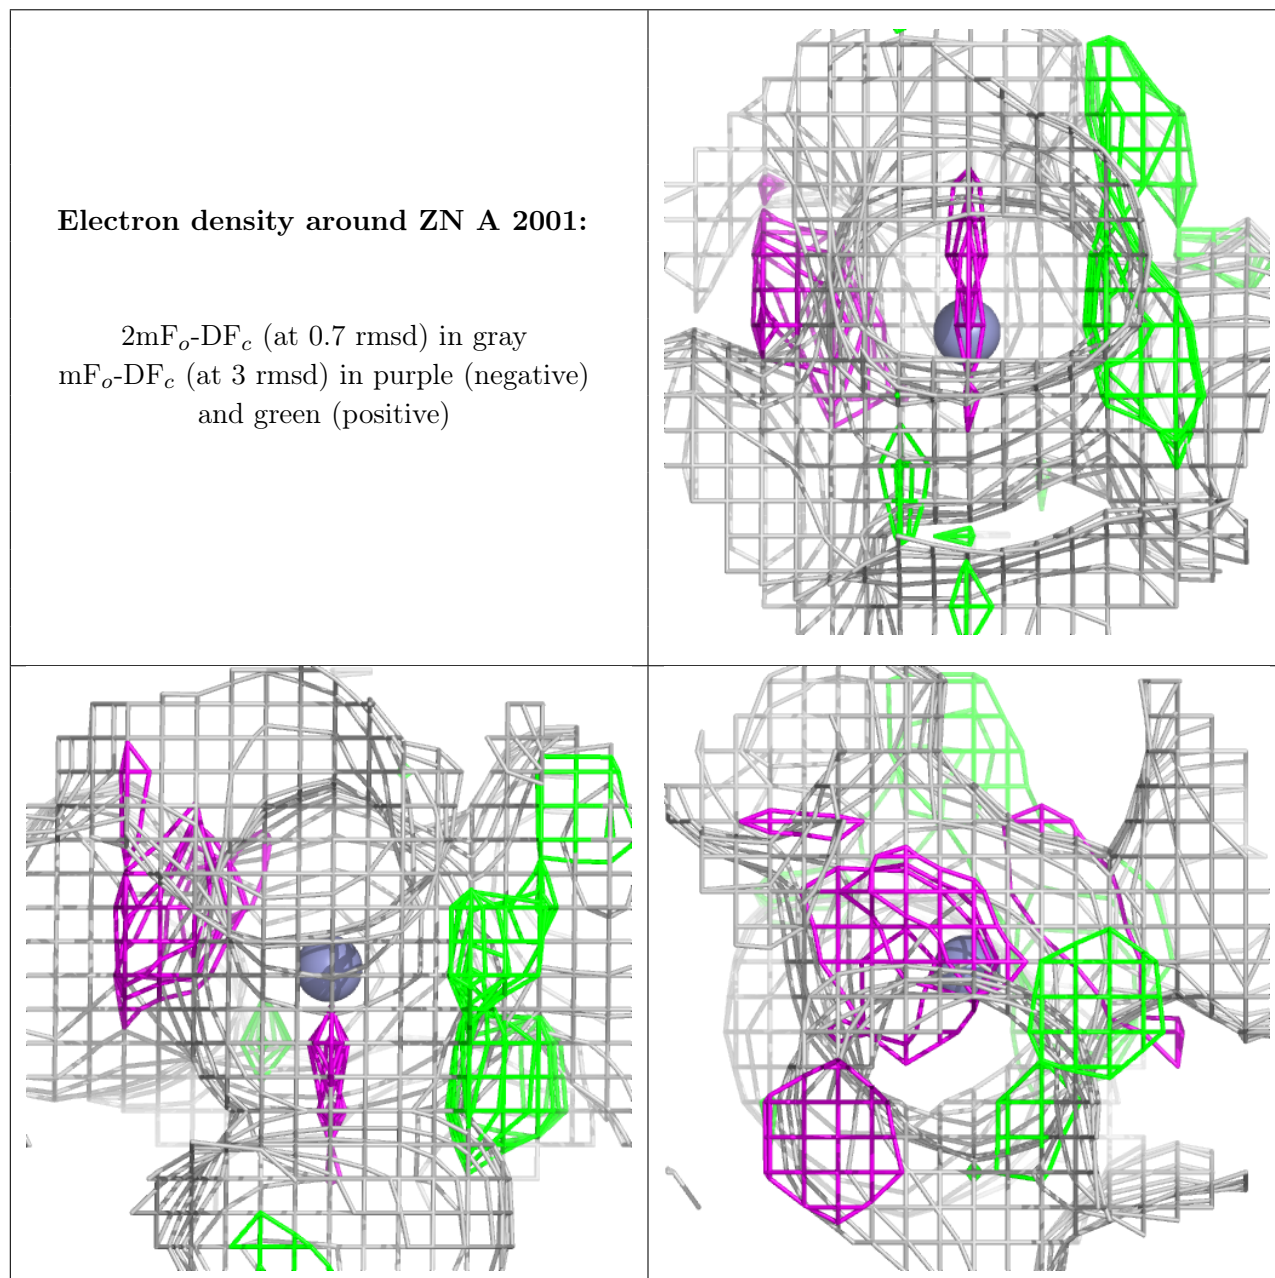 Electron density around ZN A 2001:
2mFo-DFc (at 0.7 rmsd) in gray
mFo-DFc (at 3 rmsd) in purple (negative)
and green (positive)